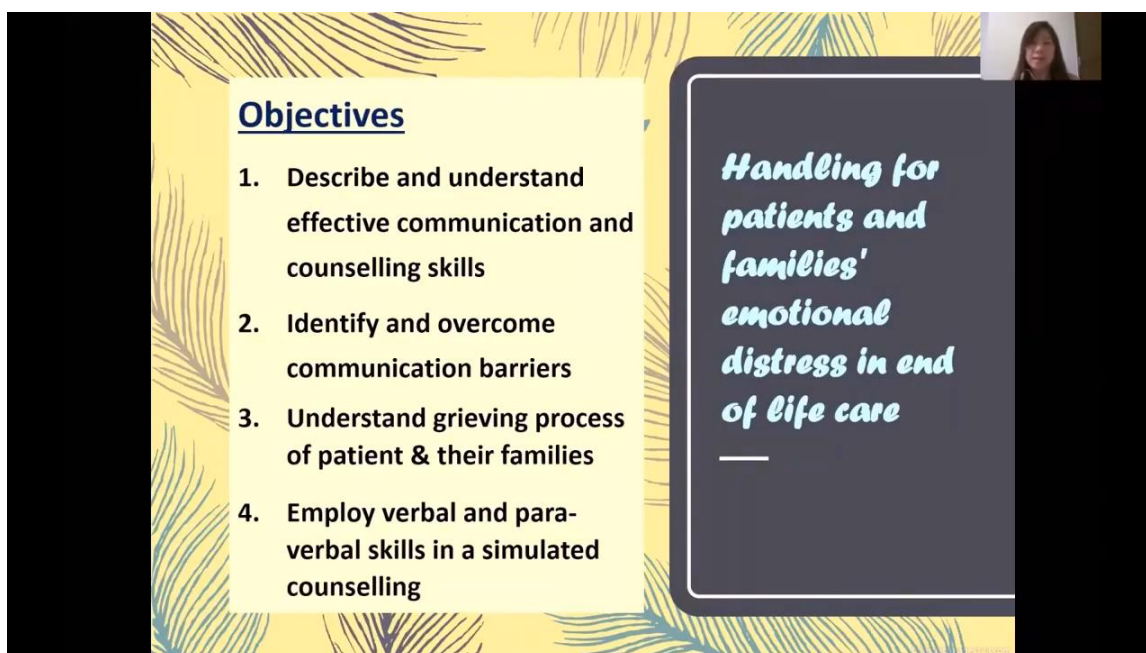 Objectives
1. Describe and understand
effective communication and
counselling skills
2. Identify and overcome
communication barriers
3. Understand grieving process
of patient & their families
4. Employ verbal and para-
verbal skills in a simulated
counselling
Handling for
patients and
families'
emotional
distress in end
of life care